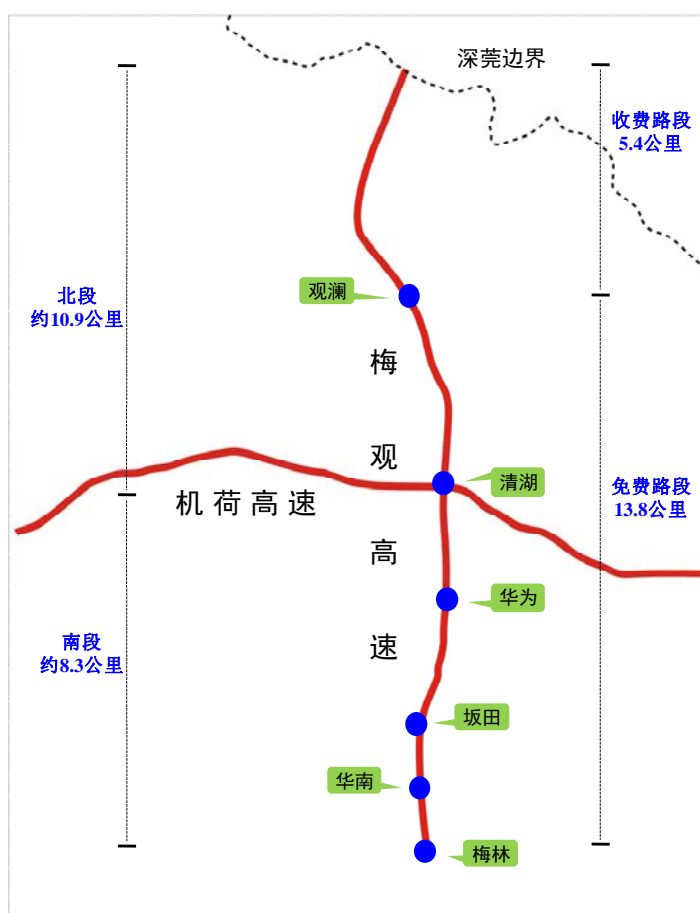 深莞边界
收费路段
5.4公里
观澜
北段
约10.9公里
梅
观
高
速
清湖
机荷高速
免费路段
13.8公里
华为
南段
约8.3公里
坂田
华南
梅林